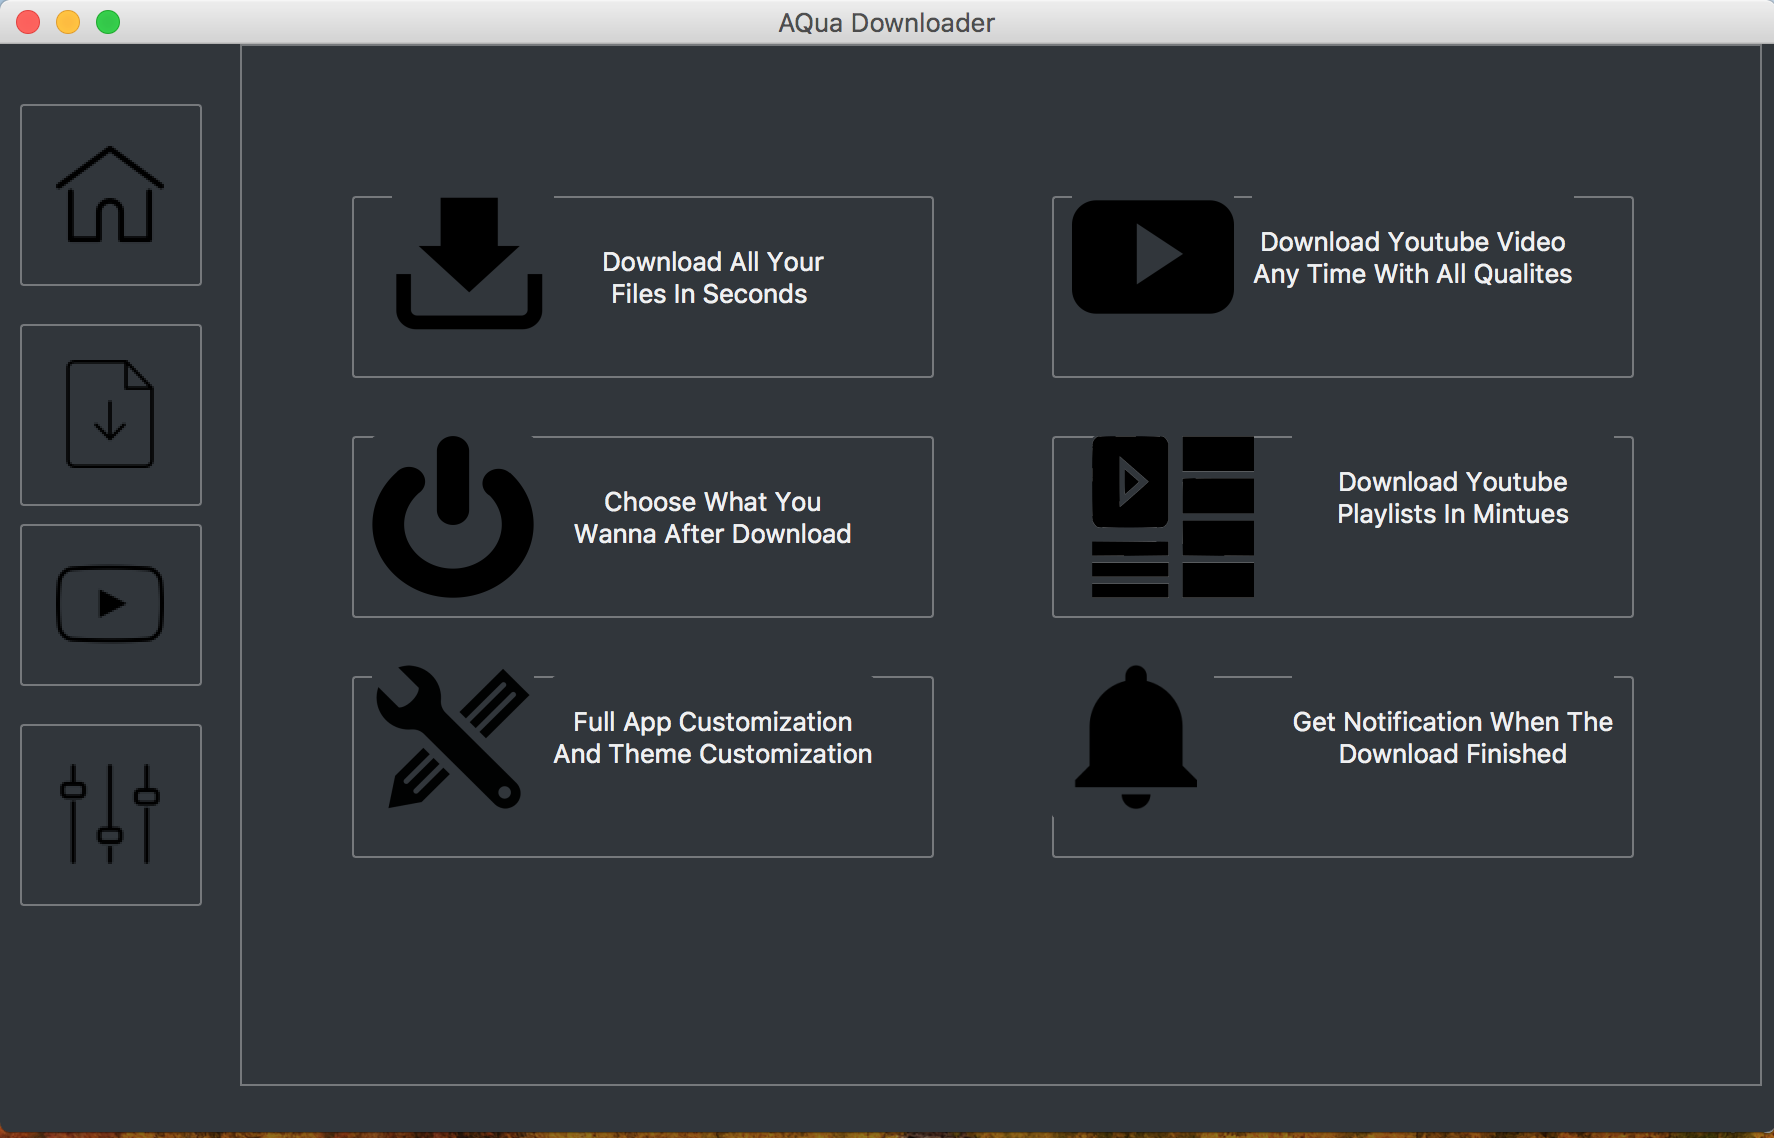 AQua Downloader
Download All Your
Files In Seconds
Download Youtube Video
Any Time With All Qualites
Choose What You
Wanna After Download
Download Youtube
Playlists In Mintues
Full App Customization
And Theme Customization
Get Notification When The
Download Finished